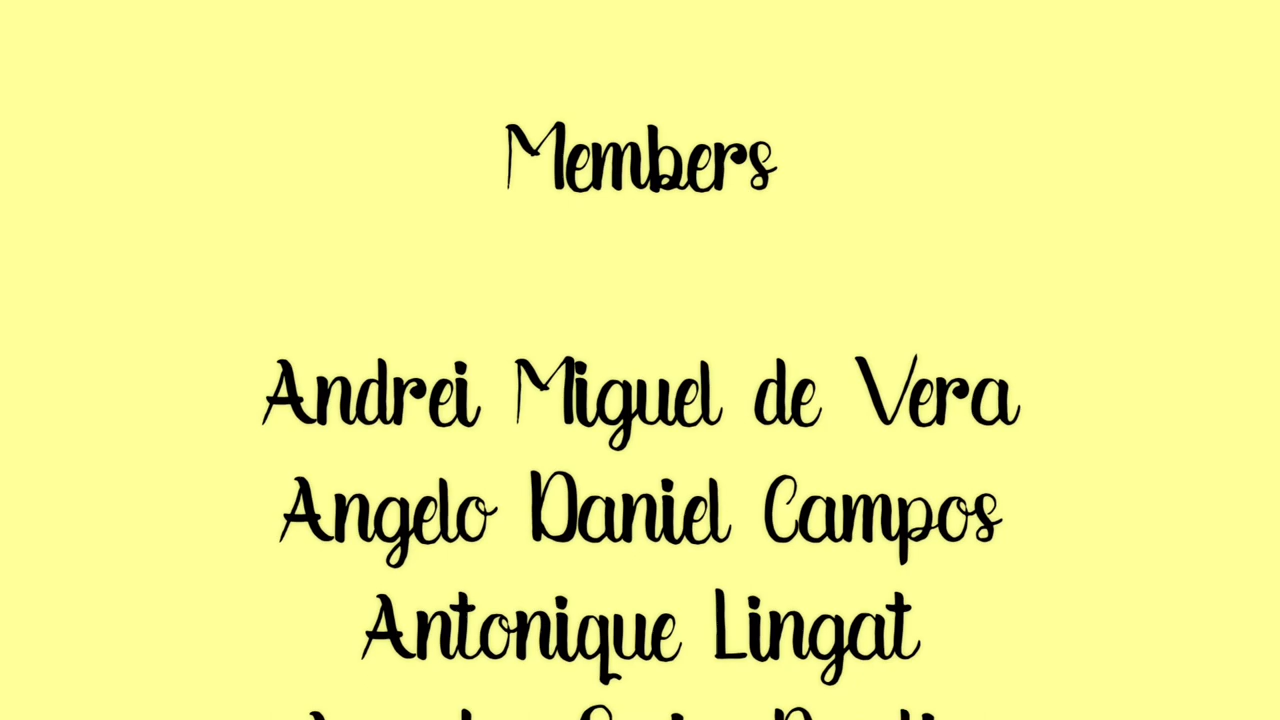 Members
Andrei Miguel de Vera
Angelo Daniel Campos
Antonique Lingat